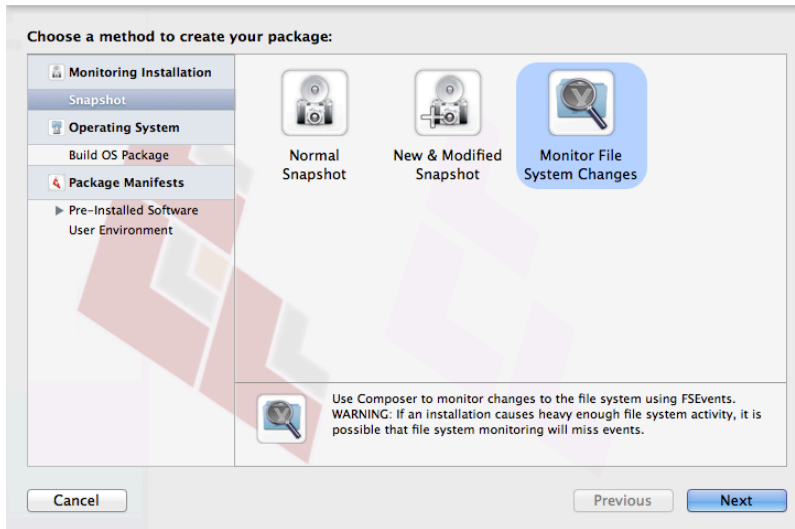 Choose a method to create your package:
Monitoring Installation
Snapshot
Operating System
Build OS Package
Package Manifests
Pre-Installed Software
User Environment
Normal
Snapshot
New & Modified
Snapshot
Monitor File
System Changes
Use Composer to monitor changes to the file system using FSEvents.
WARNING: If an installation causes heavy enough file system activity, it is
possible that file system monitoring will miss events.
Cancel
Previous
Next